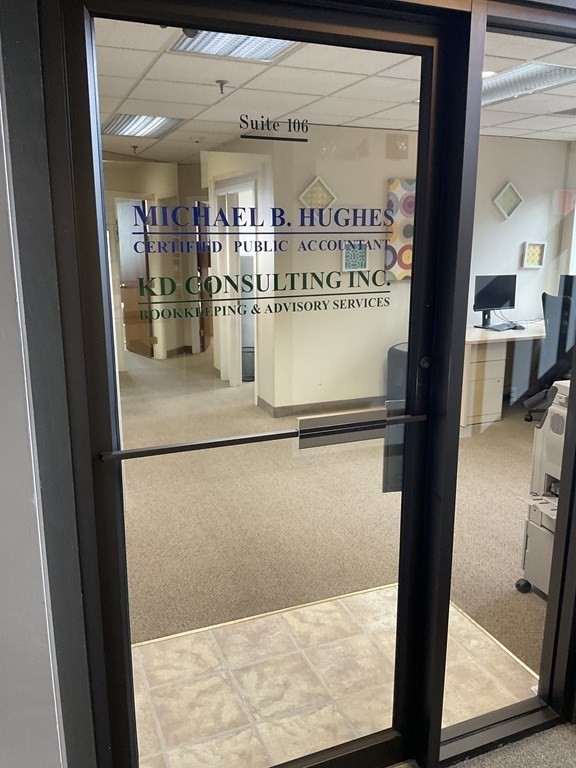 Suite 106
MICHAEL B. HUGHES
CERTIFIED PUBLIC ACCOUNTANT
KD CONSULTING INC.
BOOKKEEPING & ADVISORY SERVICES